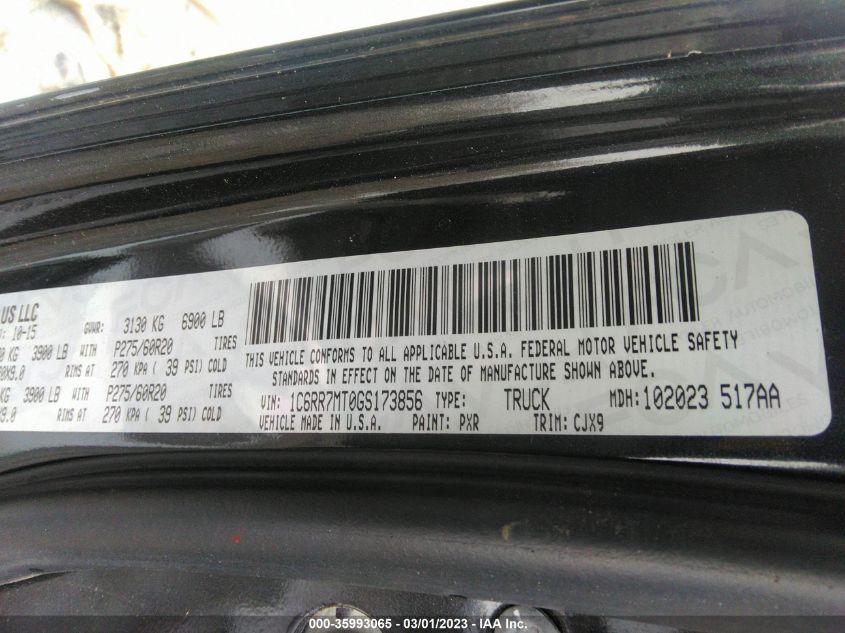 US LLC
10-15 GVWR: 3130 KG 6900 LB
KG 3900 LB WITH P275/60R20 TIRES
X9.0 RIMS AT 270 KPA ( 39 PSI) COLD
KG 3900 LB WITH P275/60R20 TIRES
X9.0 RIMS AT 270 KPA ( 39 PSI) COLD
THIS VEHICLE CONFORMS TO ALL APPLICABLE U.S.A. FEDERAL MOTOR VEHICLE SAFETY
STANDARDS IN EFFECT ON THE DATE OF MANUFACTURE SHOWN ABOVE.
VIN: 1C6RR7MT0GS173856 TYPE: TRUCK MDH: 102023 517AA
VEHICLE MADE IN U.S.A. PAINT: PXR TRIM: CJX9
000-35993065 / 03/01/2023 / IAA Inc.